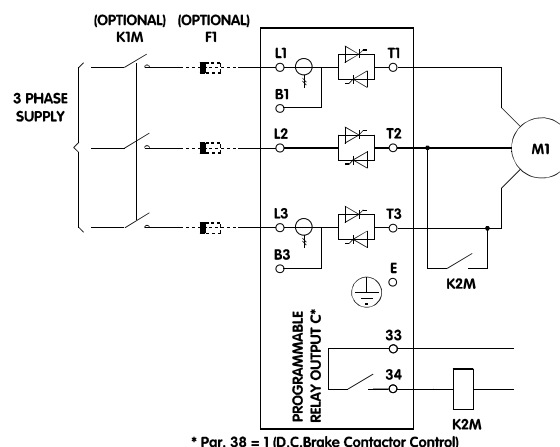 (OPTIONAL) (OPTIONAL)
K1M F1
L1 T1
B1
3 PHASE
SUPPLY
L2 T2
M1
L3 T3
B3
E
K2M
PROGRAMMABLE
RELAY OUTPUT C*
33
34
K2M
* Par. 38 = 1 (D.C.Brake Contactor Control)